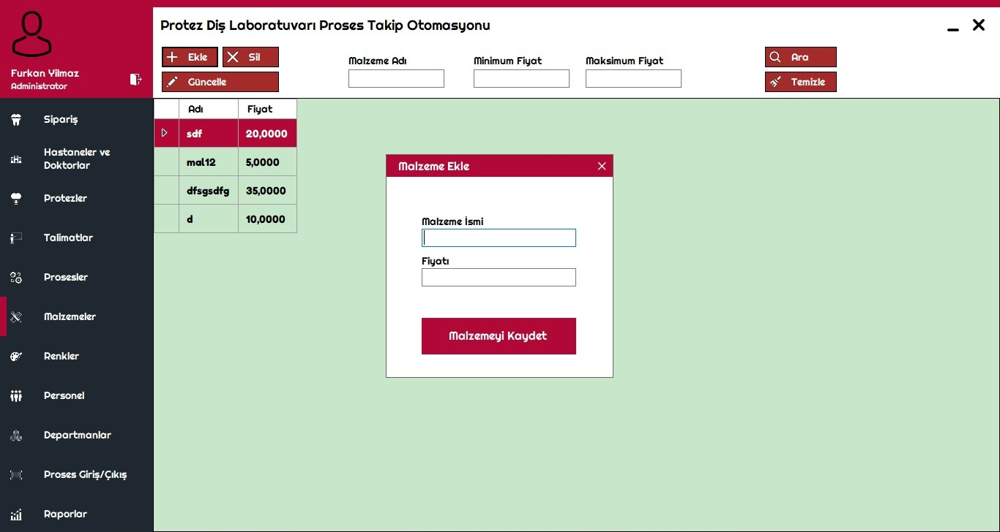 Protez Diş Laboratuvarı Proses Takip Otomasyonu
Furkan Yilmaz
Administrator
Ekle
Sil
Güncelle
Malzeme Adı
Minimum Fiyat
Maksimum Fiyat
Ara
Temizle
Sipariş
Hastaneler ve
Doktorlar
Protezler
Talimatlar
Prosesler
Malzemeler
Renkler
Personel
Departmanlar
Proses Giriş/Çıkış
Raporlar
Adı Fiyat
sdf 20,0000
mal12 5,0000
dfsgsdfg 35,0000
d 10,0000
Malzeme Ekle
Malzeme İsmi
Fiyatı
Malzemeyi Kaydet